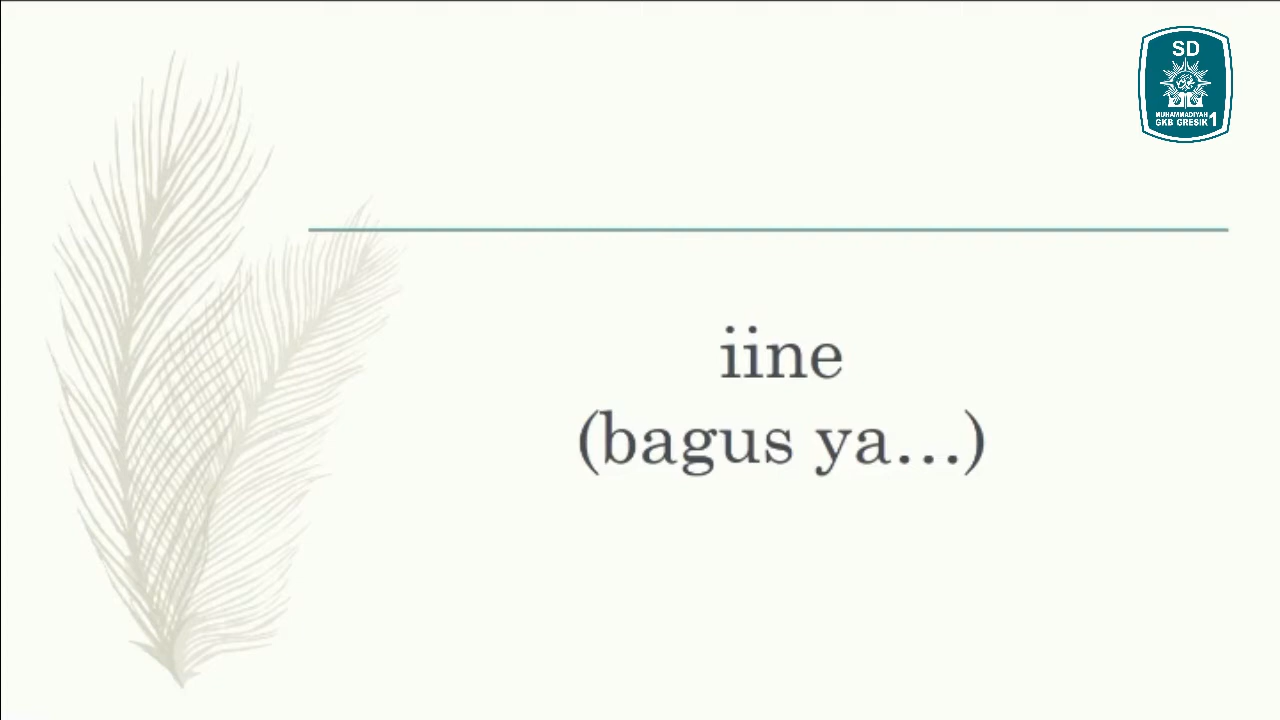 SD
MUHAMMADIYAH
GKB GRESIK 1
iine
(bagus ya...)